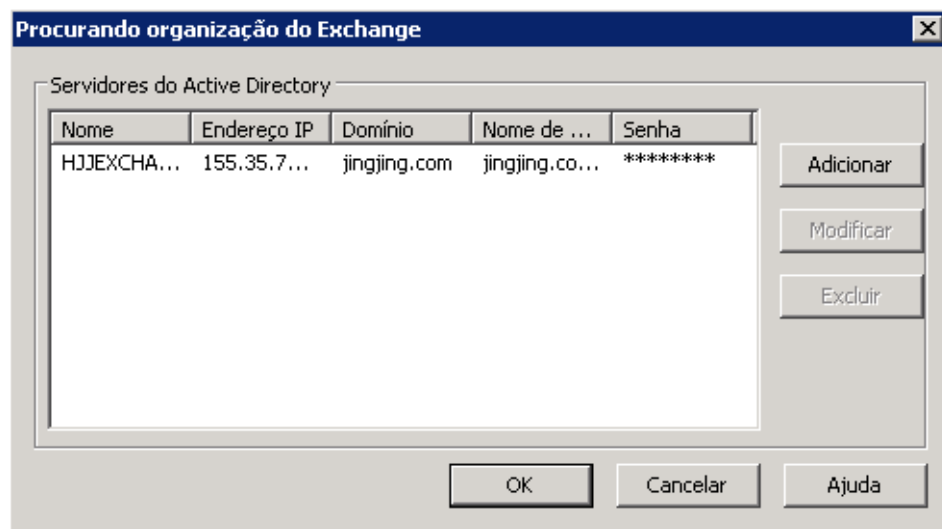 Procurando organização do Exchange
Servidores do Active Directory
Nome Endereço IP Domínio Nome de ... Senha
HJJEXCHA... 155.35.7... jingjing.com jingjing.co... ********
Adicionar
Modificar
Excluir
OK Cancelar Ajuda